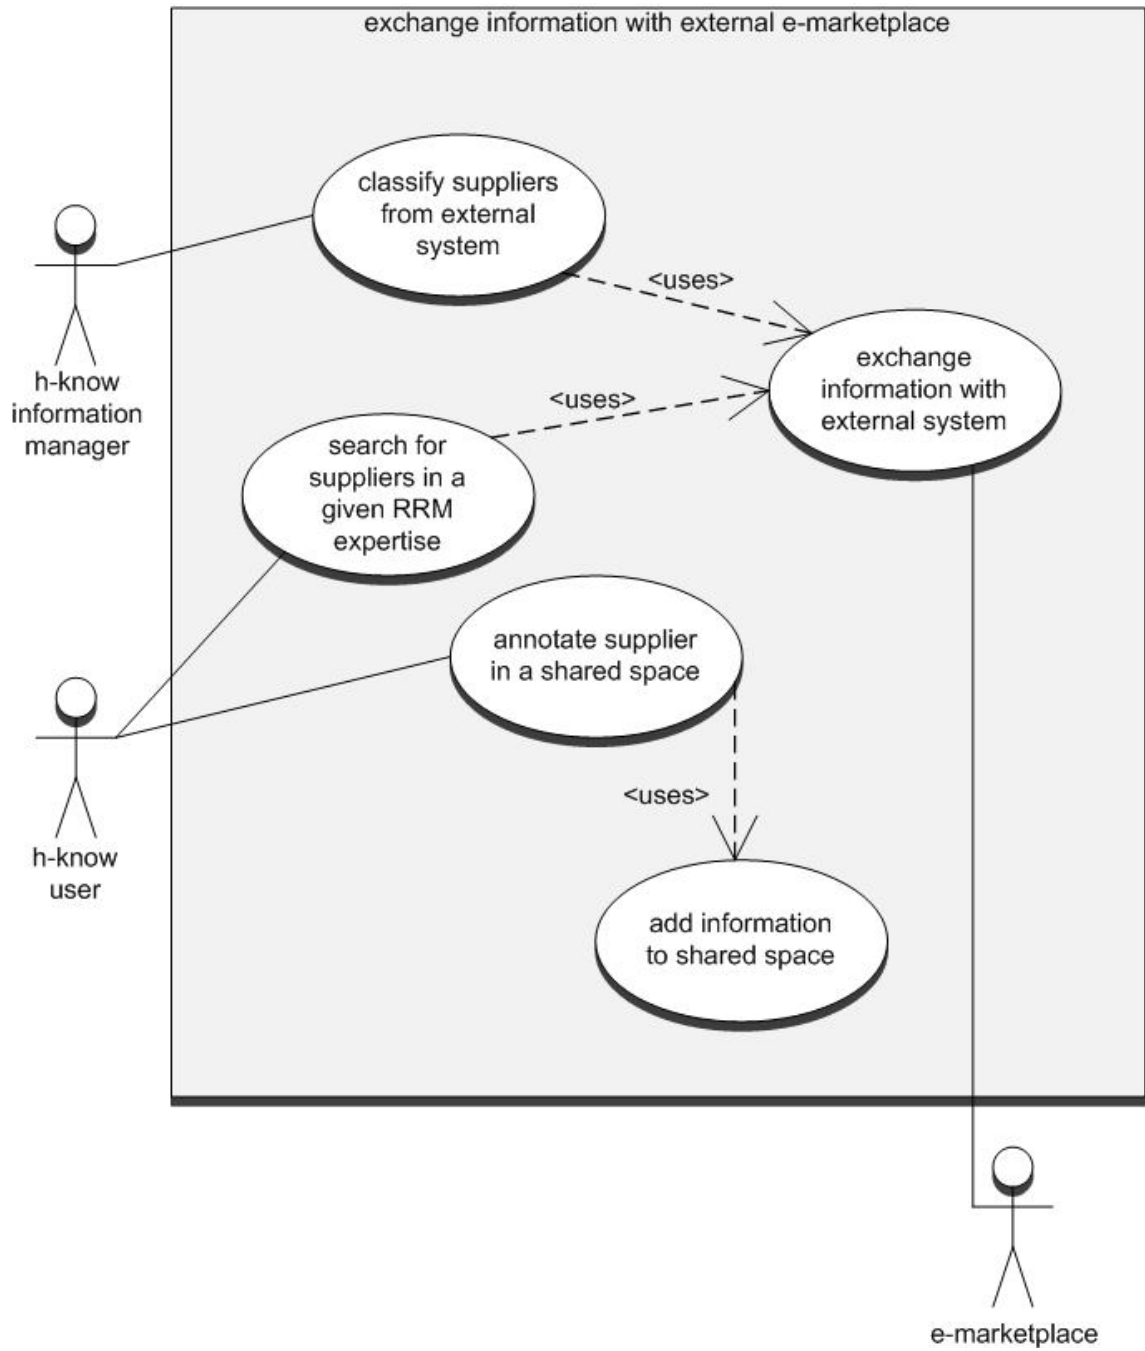 exchange information with external e-marketplace
classify suppliers
from external
system
<uses>
h-know
information
manager
exchange
information with
external system
<uses>
search for
suppliers in a
given RRM
expertise
annotate supplier
in a shared space
<uses>
h-know
user
add information
to shared space
e-marketplace